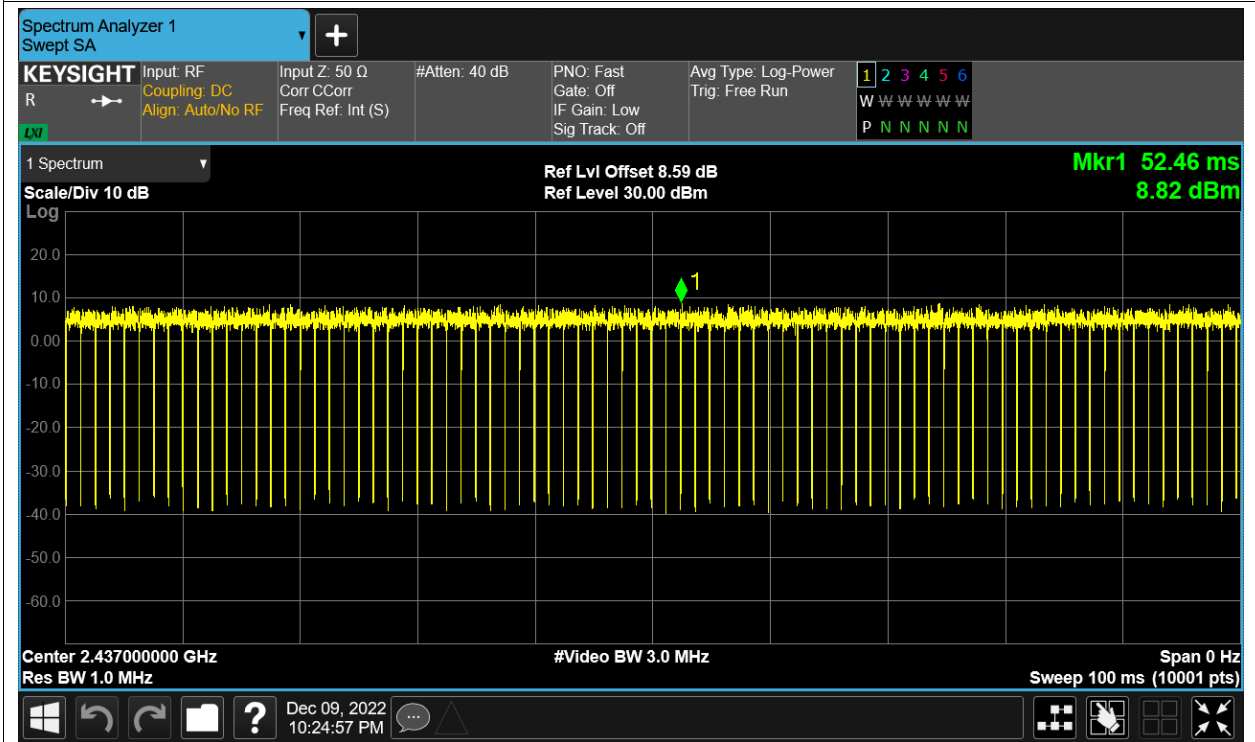 Spectrum Analyzer 1
Swept SA
+
KEYSIGHT Input: RF Input Z: 50 Ω #Atten: 40 dB PNO: Fast Avg Type: Log-Power 1 2 3 4 5 6
R Coupling: DC Corr CCorr Gate: Off Trig: Free Run W W W W W W
Align: Auto/No RF Freq Ref: Int (S) IF Gain: Low
LXI Sig Track: Off P N N N N N
1 Spectrum Ref Lvl Offset 8.59 dB Mkr1 52.46 ms
Scale/Div 10 dB Ref Level 30.00 dBm 8.82 dBm
Log
20.0
1
10.0
0.00
-10.0
-20.0
-30.0
-40.0
-50.0
-60.0
Center 2.437000000 GHz #Video BW 3.0 MHz Span 0 Hz
Res BW 1.0 MHz Sweep 100 ms (10001 pts)
? Dec 09, 2022
10:24:57 PM